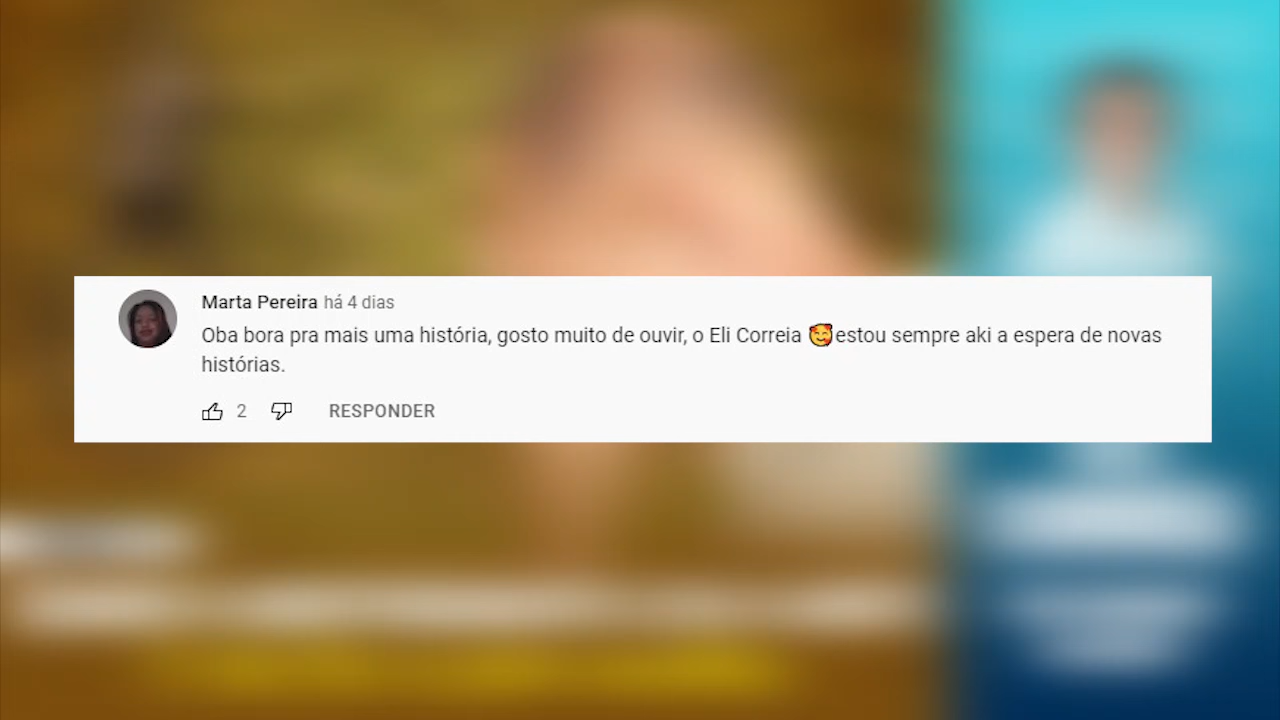 Marta Pereira há 4 dias
Oba bora pra mais uma história, gosto muito de ouvir, o Eli Correia 🥰estou sempre aki a espera de novas
histórias.
2 RESPONDER